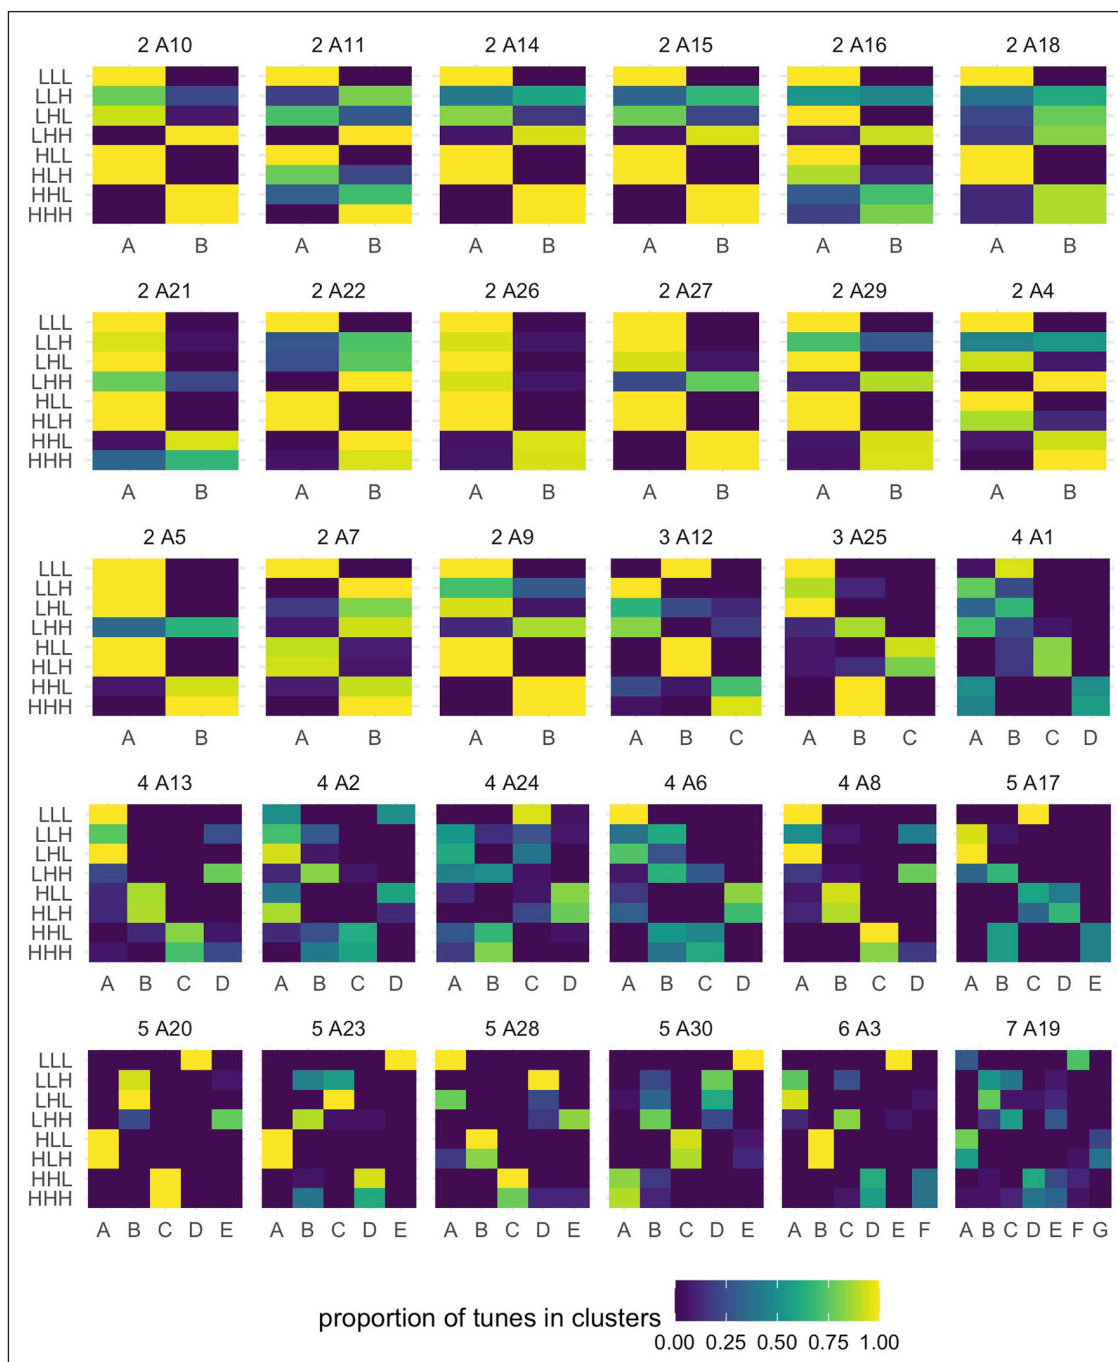 2 A10 2 A11 2 A14 2 A15 2 A16 2 A18
LLL
LLH
LHL
LHH
HLL
HLH
HHL
HHH
A B A B A B A B A B A B
2 A21 2 A22 2 A26 2 A27 2 A29 2 A4
LLL
LLH
LHL
LHH
HLL
HLH
HHL
HHH
A B A B A B A B A B A B
2 A5 2 A7 2 A9 3 A12 3 A25 4 A1
LLL
LLH
LHL
LHH
HLL
HLH
HHL
HHH
A B A B A B A B C A B C A B C D
4 A13 4 A2 4 A24 4 A6 4 A8 5 A17
LLL
LLH
LHL
LHH
HLL
HLH
HHL
HHH
A B C D A B C D A B C D A B C D A B C D A B C D E
5 A20 5 A23 5 A28 5 A30 6 A3 7 A19
LLL
LLH
LHL
LHH
HLL
HLH
HHL
HHH
A B C D E A B C D E A B C D E A B C D E A B C D E F A B C D E F G
proportion of tunes in clusters
0.00 0.25 0.50 0.75 1.00